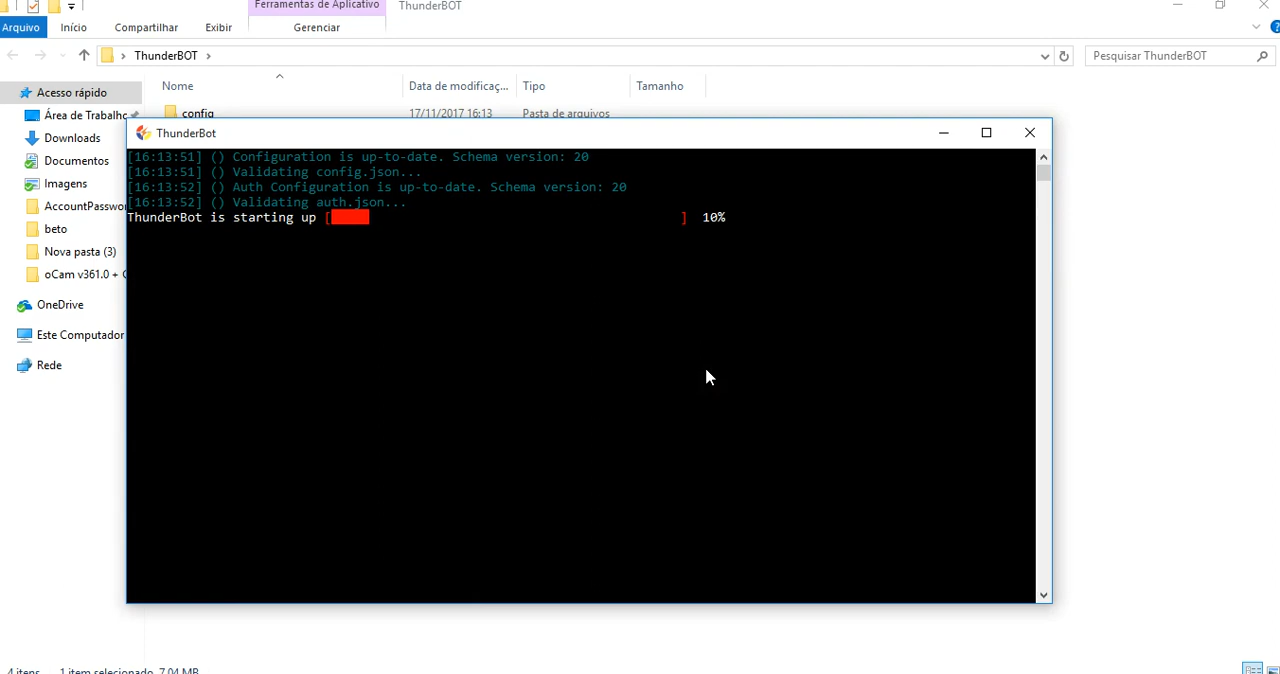 Ferramentas de Aplicativo
ThunderBOT
Arquivo
Início
Compartilhar
Exibir
Gerenciar
ThunderBOT
Pesquisar ThunderBOT
Nome
Data de modificaç...
Tipo
Tamanho
Acesso rápido
Área de Trabalho
Downloads
Documentos
Imagens
AccountPasswor
beto
Nova pasta (3)
oCam v361.0 +
OneDrive
Este Computador
Rede
config
17/11/2017 16:13
Pasta de arquivos
ThunderBot
[16:13:51] () Configuration is up-to-date. Schema version: 20
[16:13:51] () Validating config.json...
[16:13:52] () Auth Configuration is up-to-date. Schema version: 20
[16:13:52] () Validating auth.json...
ThunderBot is starting up [ ] 10%
4 itens
1 item selecionado 7,04 MB